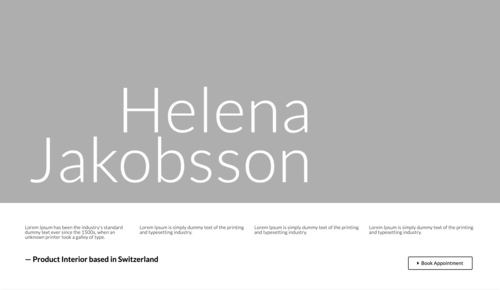 Helena
Jakobsson
Lorem Ipsum has been the industry's standard
dummy text ever since the 1500s, when an
unknown printer took a galley of type.
Lorem Ipsum is simply dummy text of the printing
and typesetting industry.
Lorem Ipsum is simply dummy text of the printing
and typesetting industry.
Lorem Ipsum is simply dummy text of the printing
and typesetting industry.
— Product Interior based in Switzerland
Book Appointment